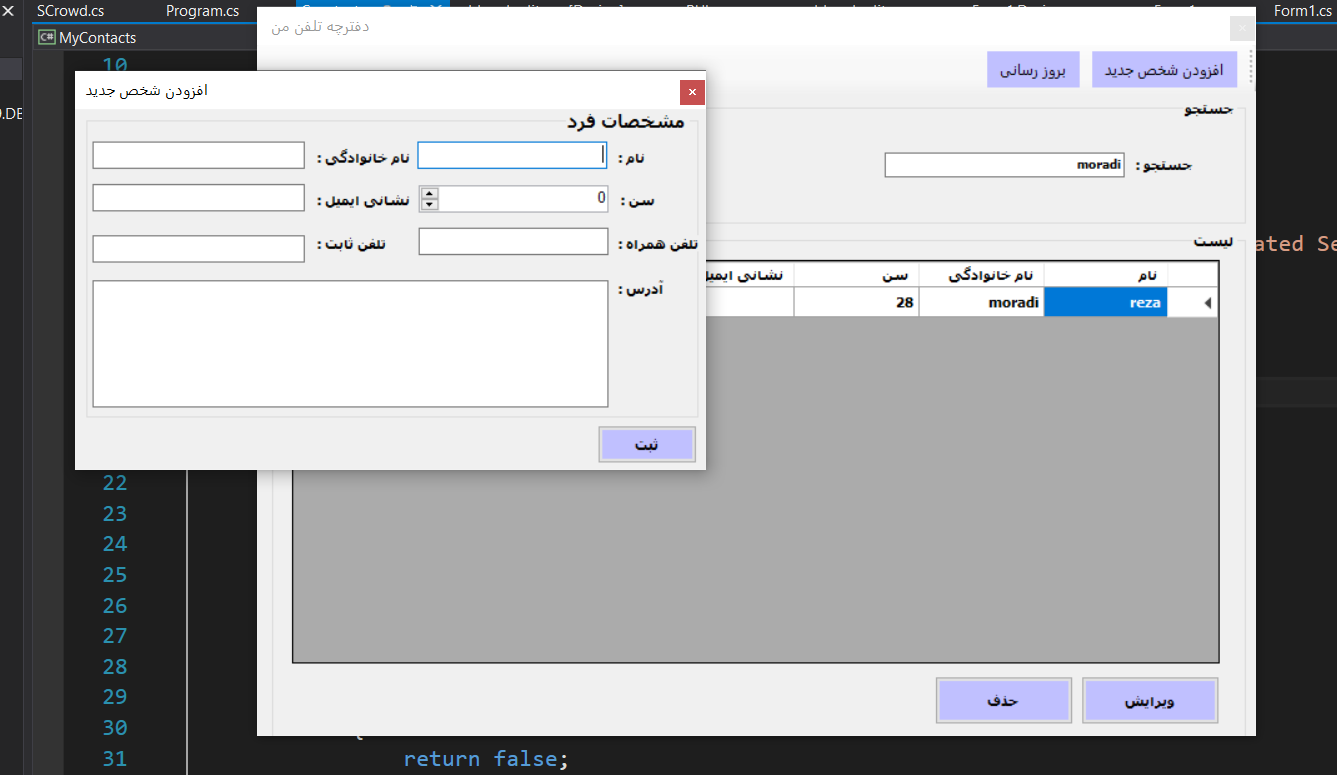 SCrowd.cs
Program.cs
Form1.cs
MyContacts
دفترچه تلفن من
افزودن شخص جدید
بروز رسانی
جستجو
جستجو :
moradi
لیست
نام
نام خانوادگی
سن
نشانی ایمیل
reza
moradi
28
ویرایش
حذف
افزودن شخص جدید
مشخصات فرد
نام :
نام خانوادگی :
سن :
0
نشانی ایمیل :
تلفن همراه :
تلفن ثابت :
آدرس :
ثبت
10
22
23
24
25
26
27
28
29
30
31
return false;
ated Se
.DE